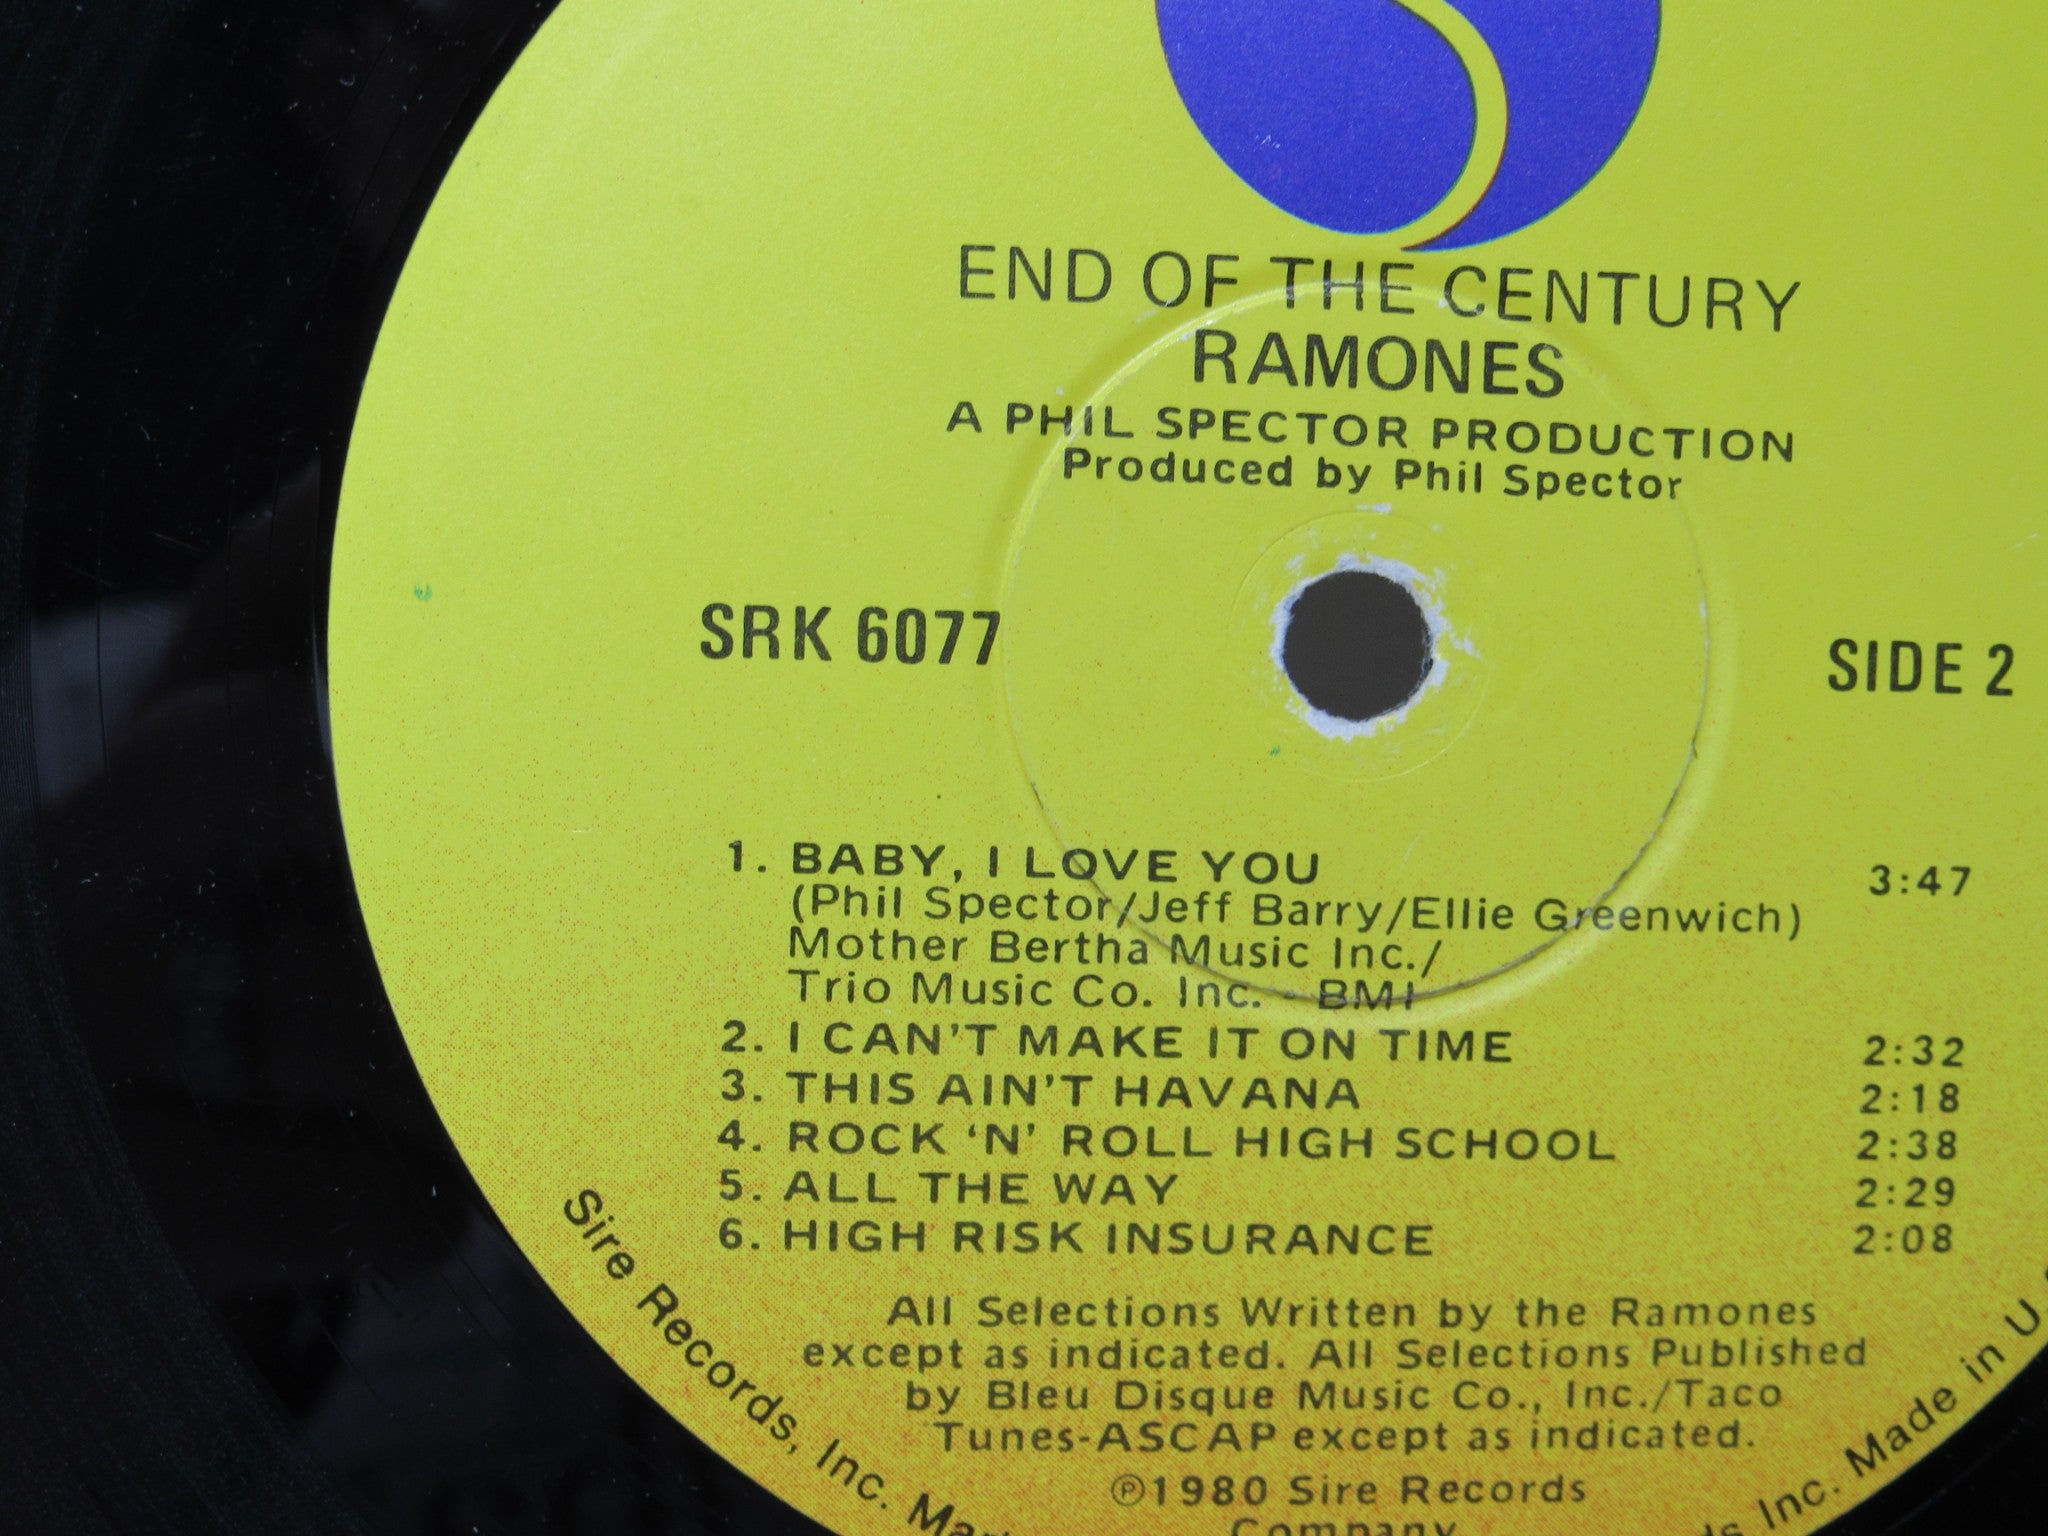 END OF THE CENTURY
RAMONES
A PHIL SPECTOR PRODUCTION
Produced by Phil Spector
SRK 6077
SIDE 2
1. BABY, I LOVE YOU 3:47
(Phil Spector/Jeff Barry/Ellie Greenwich)
Mother Bertha Music Inc./
Trio Music Co. Inc. - BMI
2. I CAN'T MAKE IT ON TIME 2:32
3. THIS AIN'T HAVANA 2:18
4. ROCK ‘N’ ROLL HIGH SCHOOL 2:38
5. ALL THE WAY 2:29
6. HIGH RISK INSURANCE 2:08
All Selections Written by the Ramones
except as indicated. All Selections Published
by Bleu Disque Music Co., Inc./Taco
Tunes-ASCAP except as indicated.
℗1980 Sire Records
Company
Sire Records, Inc. Inc. Made in